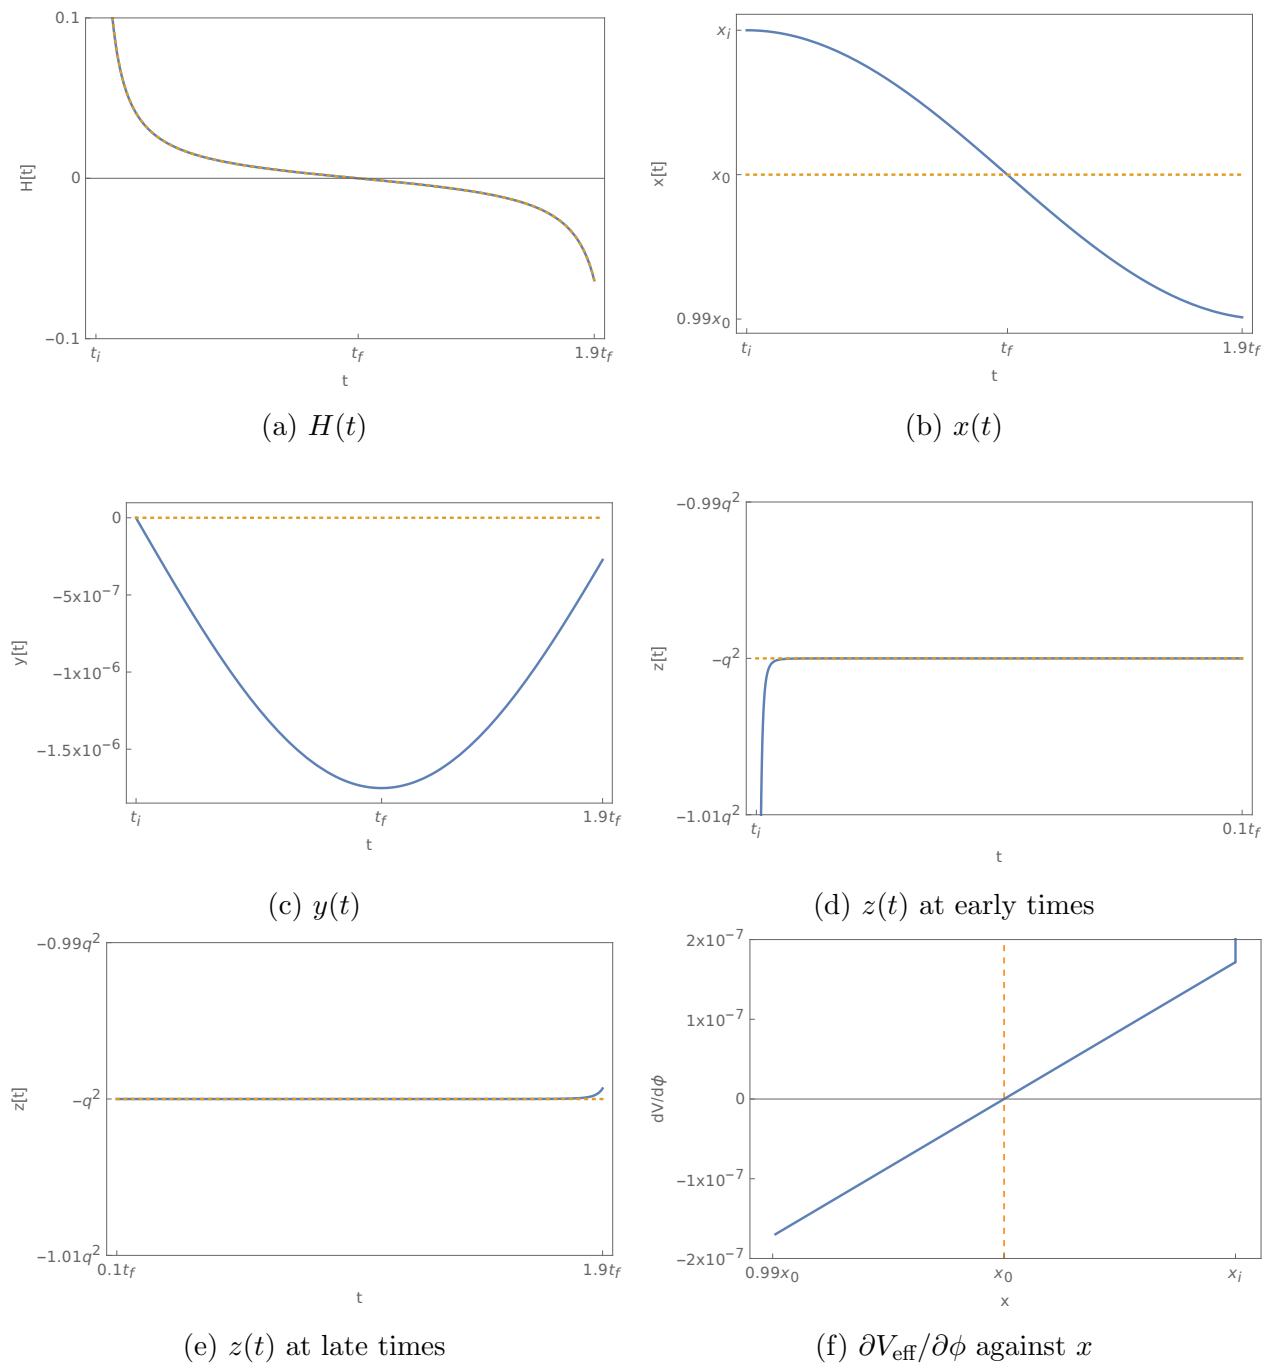 0.1
0
−0.1
H[t]
t_i
t_f
1.9t_f
t
(a) H(t)
x_i
x_0
0.99x_0
x[t]
t_i
t_f
1.9t_f
t
(b) x(t)
0
−5x10^−7
−1x10^−6
−1.5x10^−6
y[t]
t_i
t_f
1.9t_f
t
(c) y(t)
−0.99q^2
−q^2
−1.01q^2
z[t]
t_i
0.1t_f
t
(d) z(t) at early times
−0.99q^2
−q^2
−1.01q^2
z[t]
0.1t_f
1.9t_f
t
(e) z(t) at late times
2x10^−7
1x10^−7
0
−1x10^−7
−2x10^−7
dV/dϕ
0.99x_0
x_0
x_i
x
(f) ∂V_eff/∂ϕ against x